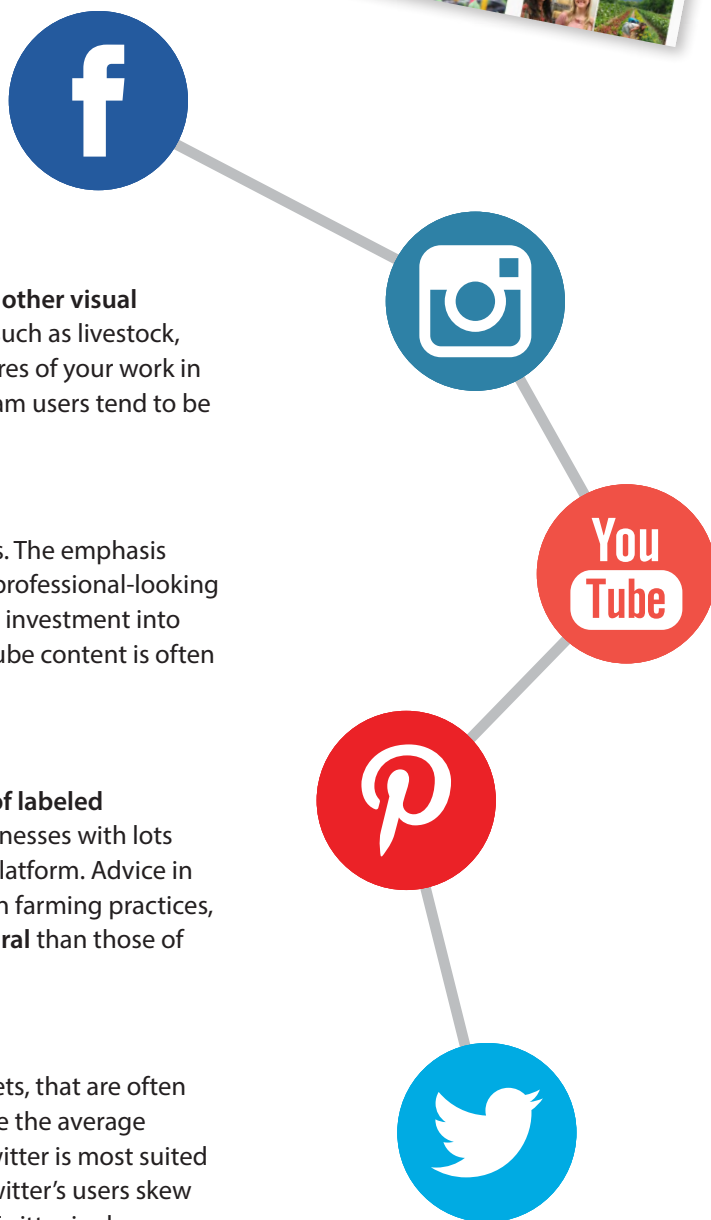 f
other visual
uch as livestock,
res of your work in
am users tend to be
You
Tube
s. The emphasis
professional-looking
investment into
ube content is often
of labeled
nesses with lots
latform. Advice in
n farming practices,
ral than those of
ets, that are often
e the average
witter is most suited
witter's users skew